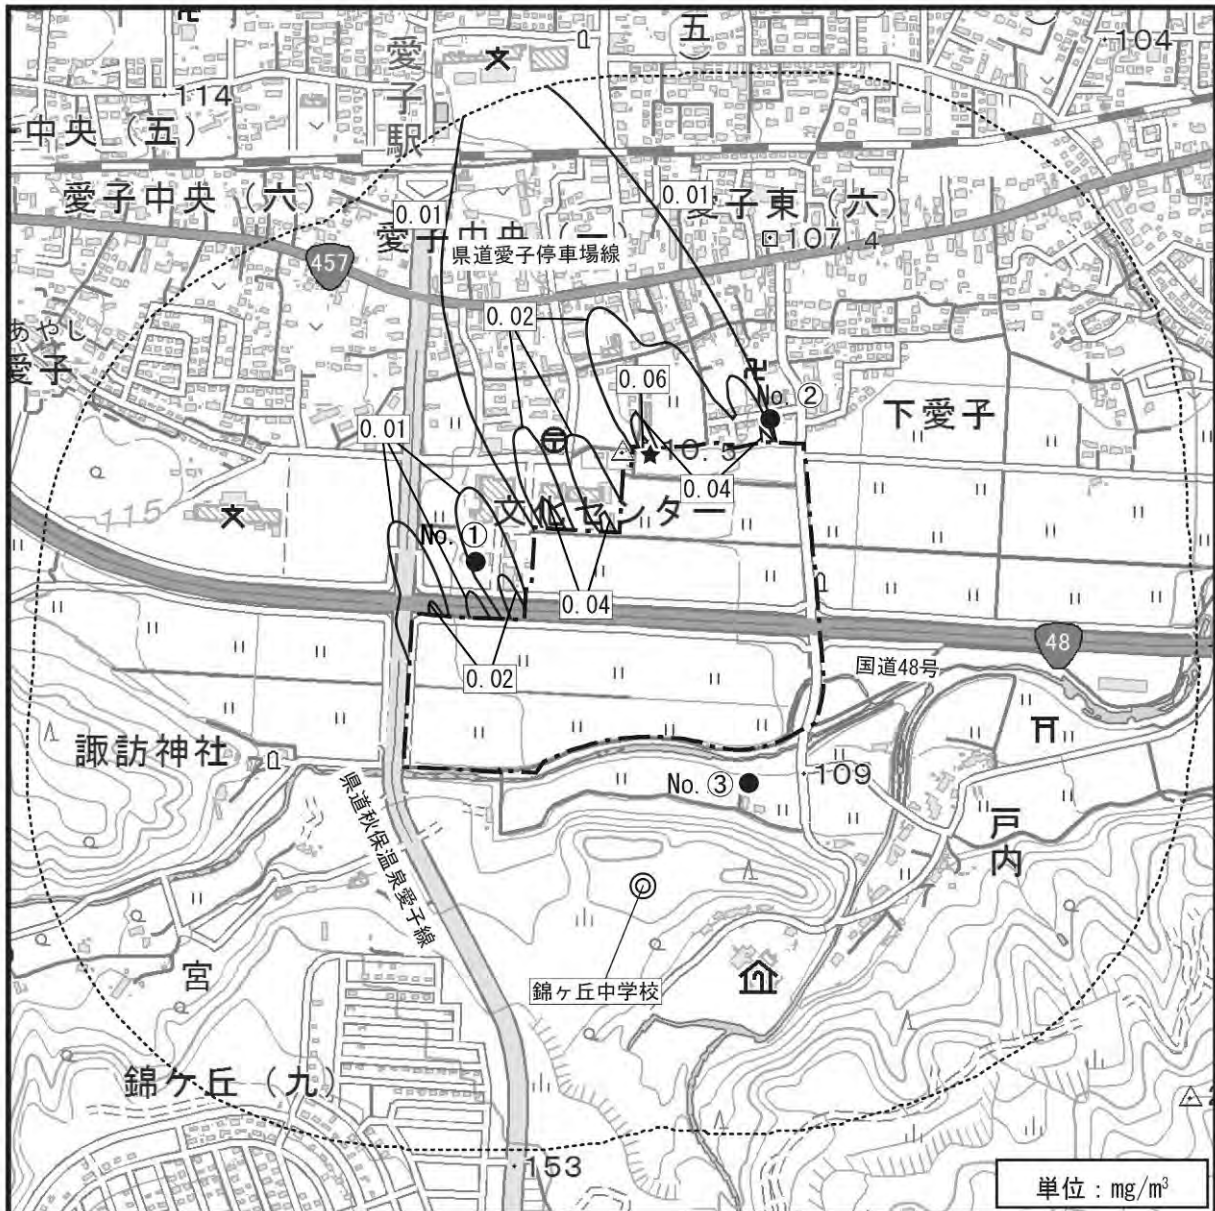 五
104
愛子駅
114
中央（五）
愛子中央（六）
0.01
0.01
愛子東（六）
愛子中央（一）
107.4
県道愛子停車場線
457
0.02
あやし
愛子
0.06
No.②
下愛子
0.01
10.5
0.04
115
文化センター
No.①
0.04
48
国道48号
0.02
諏訪神社
No.③
109
県道秋保温泉愛子線
戸内
宮
錦ヶ丘中学校
錦ケ丘（九）
153
単位：mg/m³